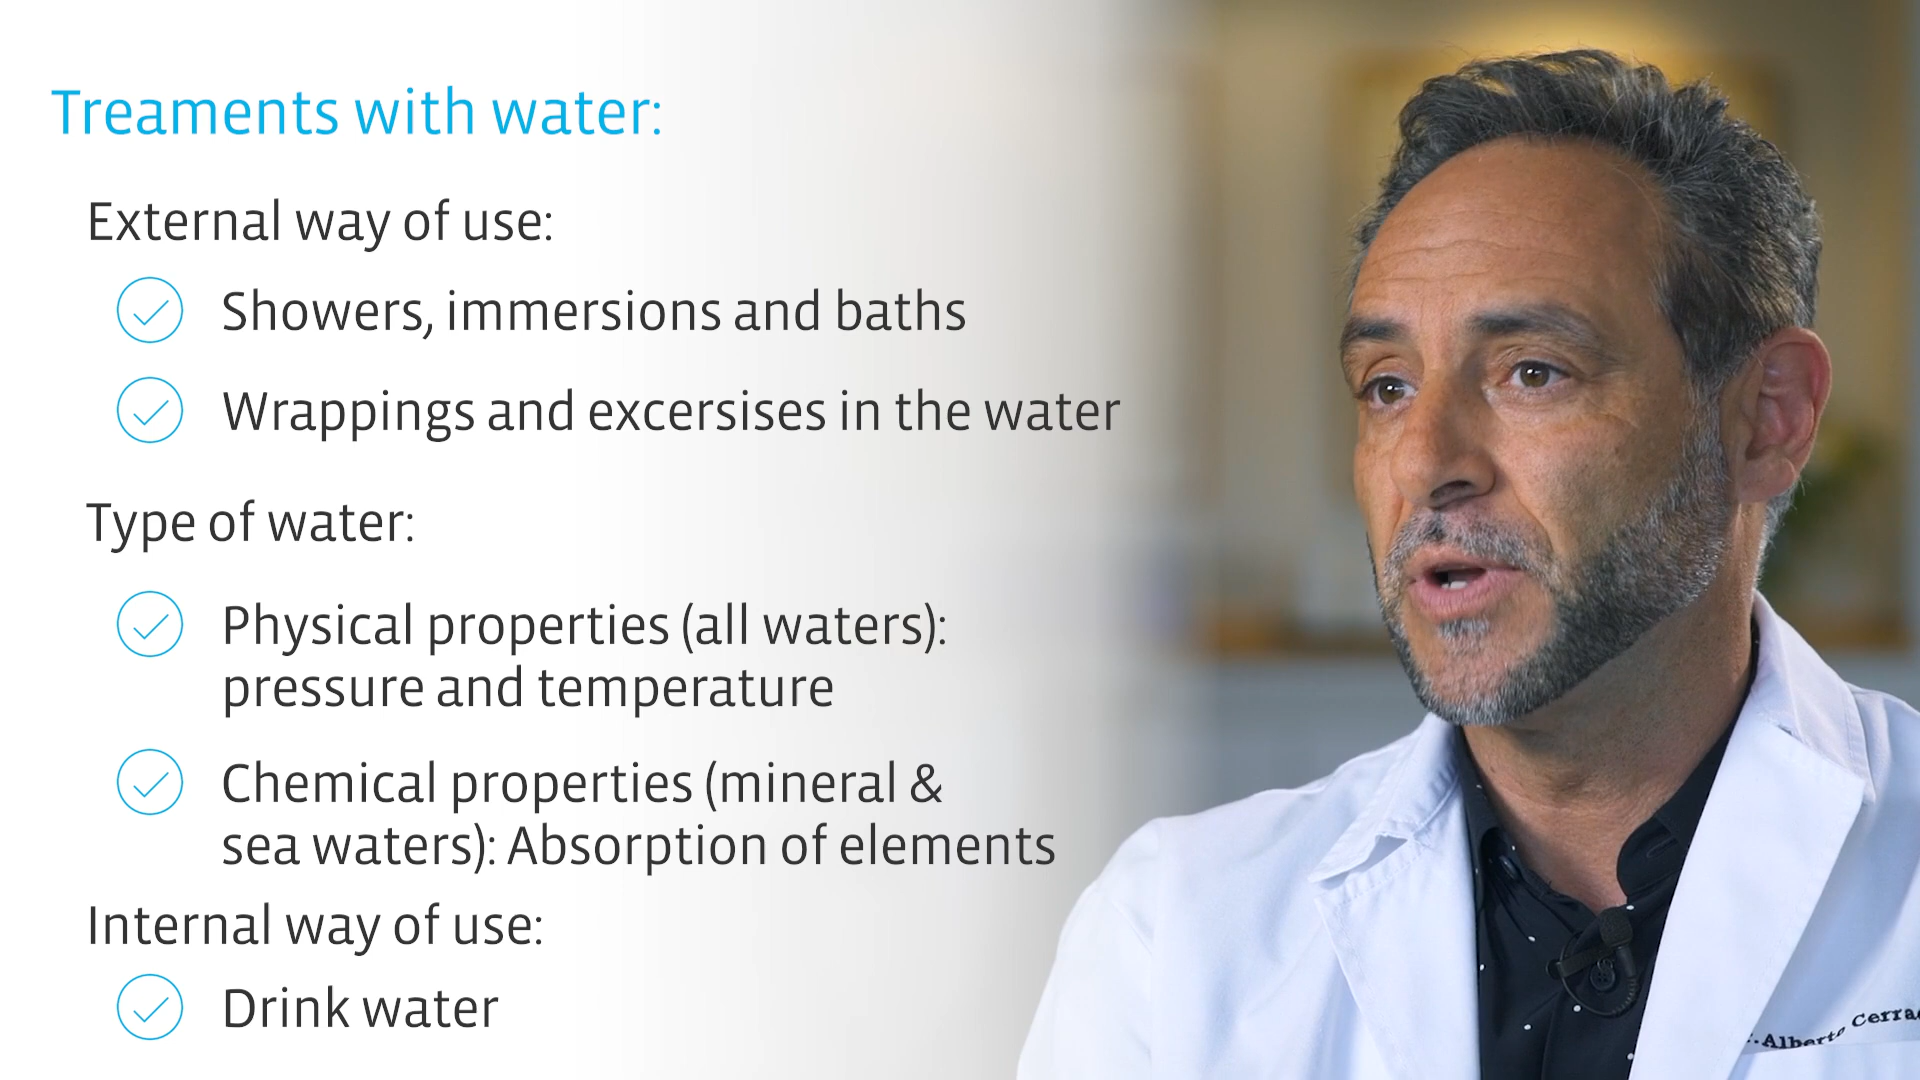 Treaments with water:
External way of use:
Showers, immersions and baths
Wrappings and excersises in the water
Type of water:
Physical properties (all waters):
pressure and temperature
Chemical properties (mineral &
sea waters): Absorption of elements
Internal way of use:
Drink water
Alberto